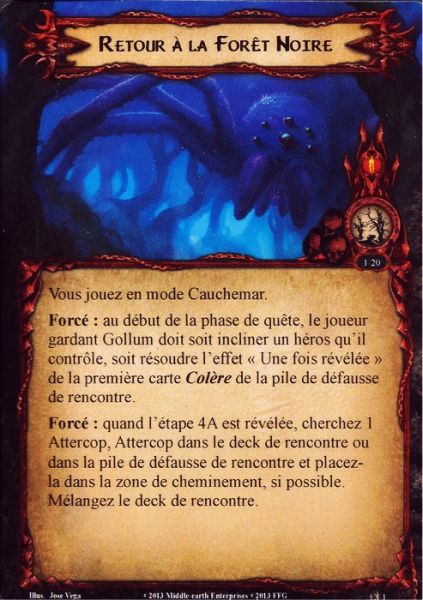 Retour à la Forêt Noire
1-20
Vous jouez en mode Cauchemar.
Forcé : au début de la phase de quête, le joueur
gardant Gollum doit soit incliner un héros qu'il
contrôle, soit résoudre l'effet « Une fois révélée »
de la première carte Colère de la pile de défausse
de rencontre.
Forcé : quand l'étape 4A est révélée, cherchez 1
Attercop, Attercop dans le deck de rencontre ou
dans la pile de défausse de rencontre et placez-
la dans la zone de cheminement, si possible.
Mélangez le deck de rencontre.
Illus. Jose Vega
©2013 Middle-earth Enterprises ©2013 FFG